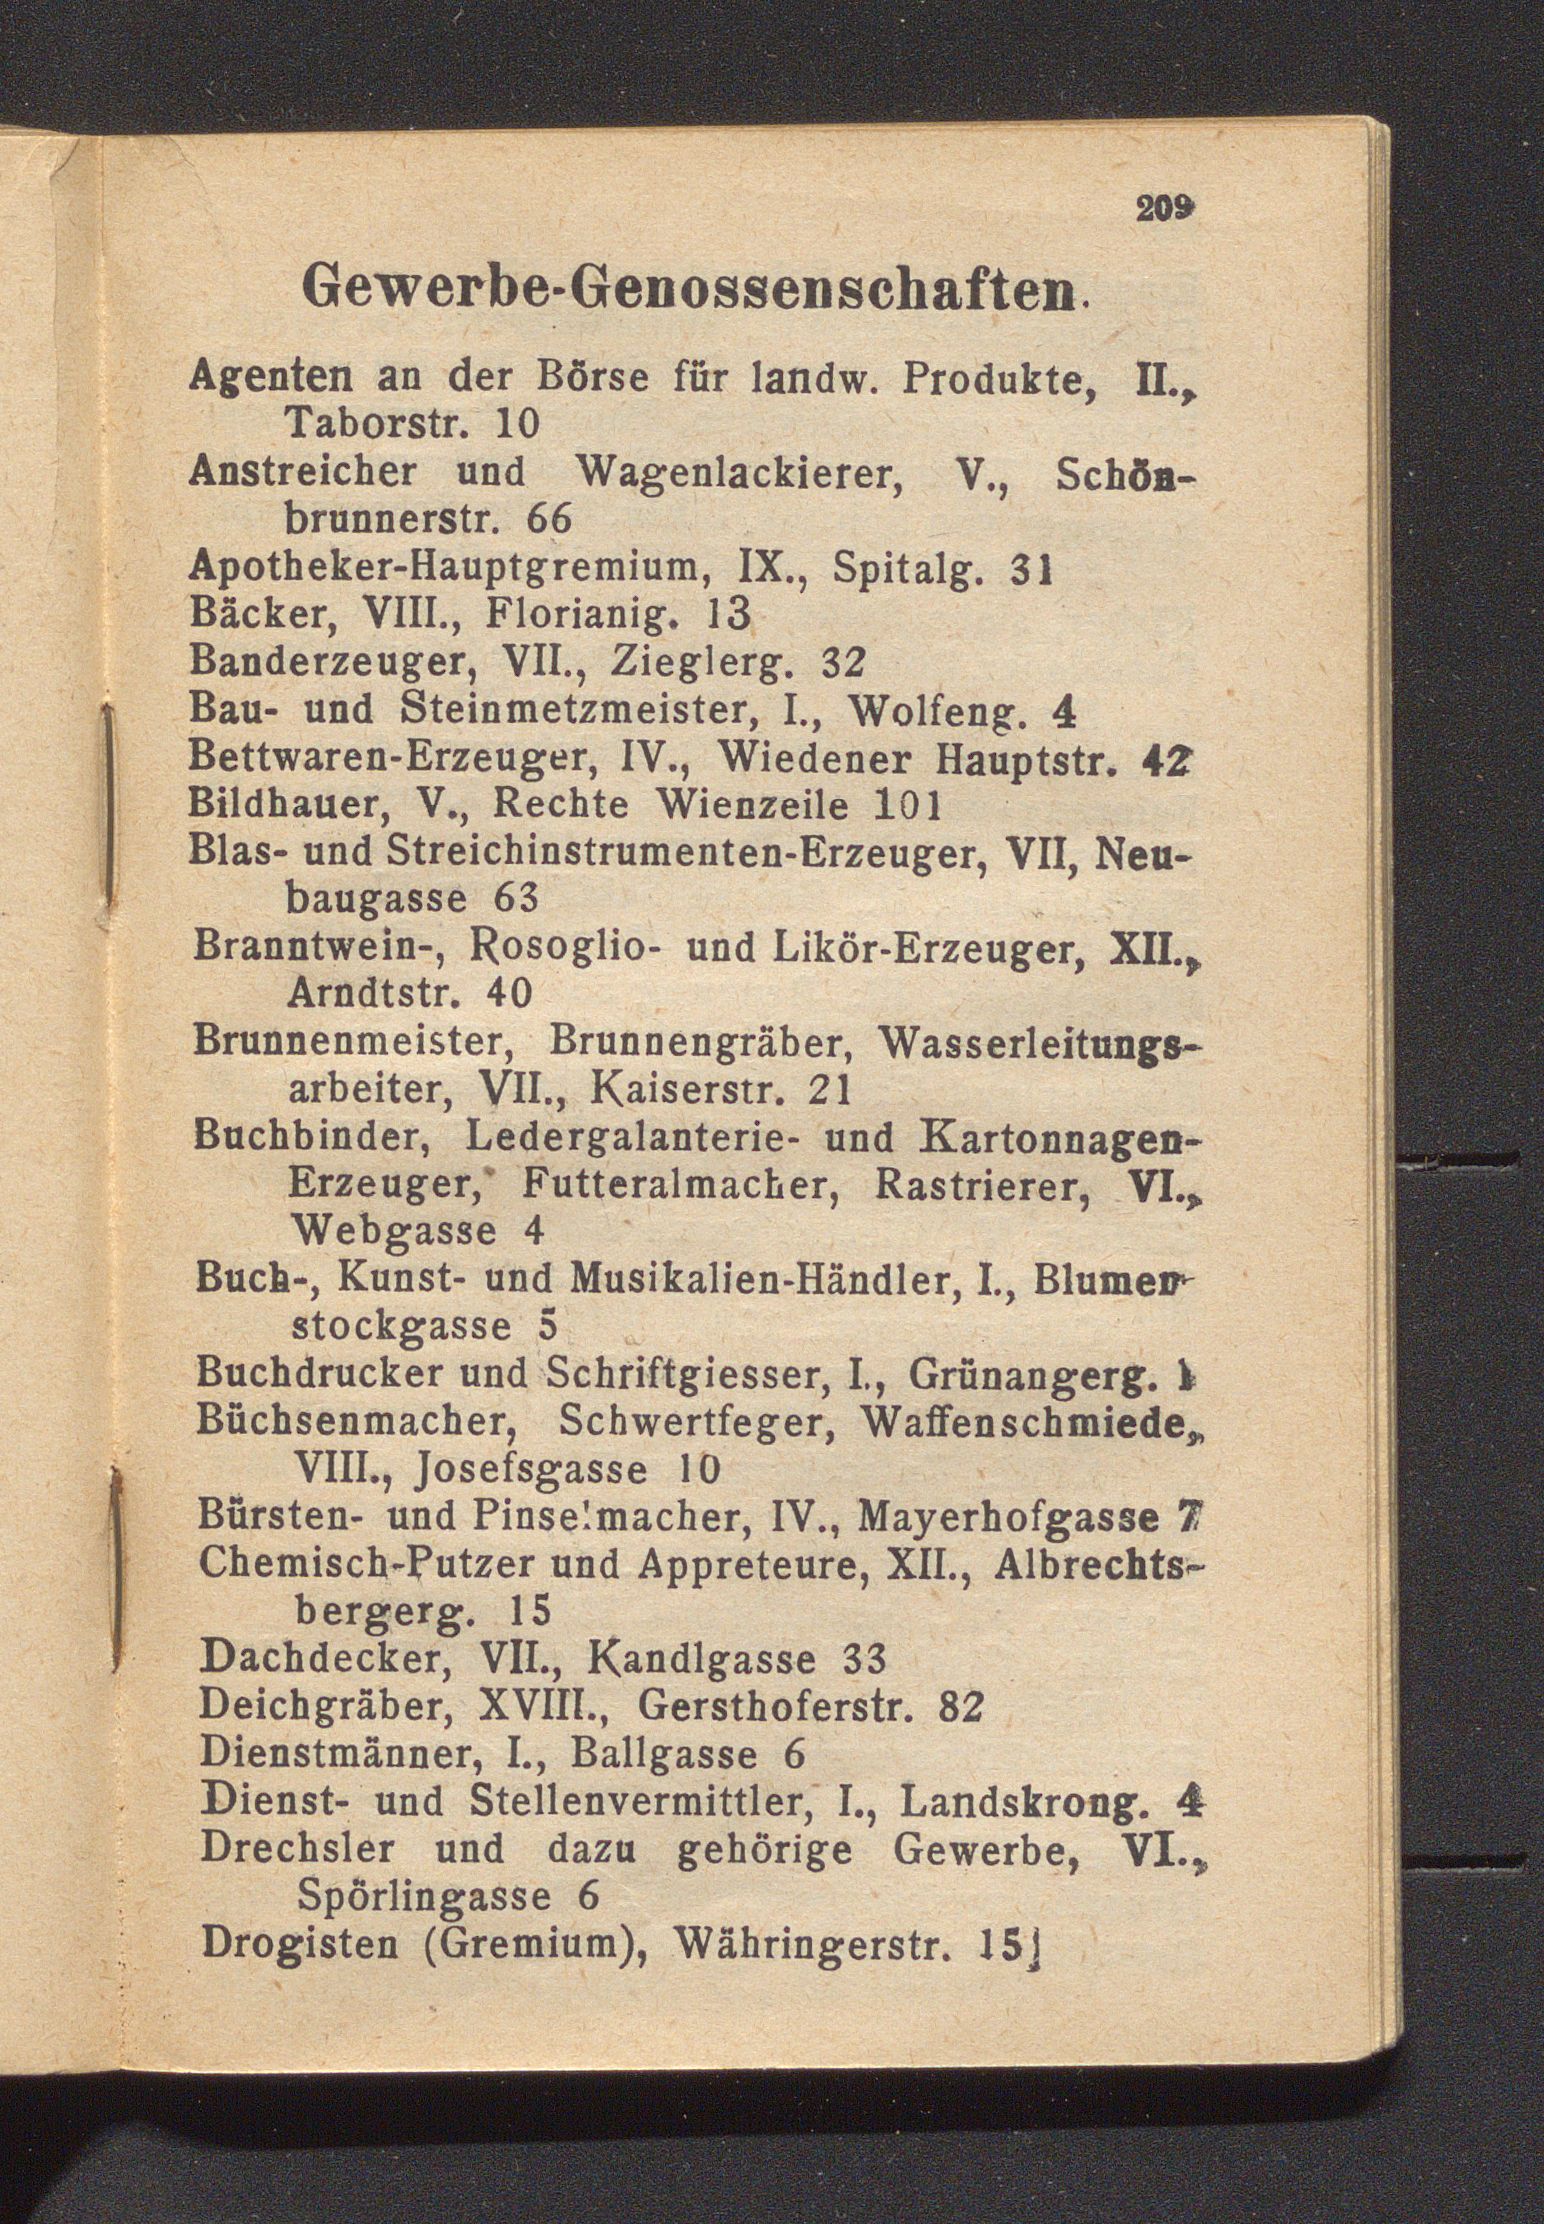 209
Gewerbe-Genossenschaften.
Agenten an der Börse für landw. Produkte, II.,
Taborstr. 10
Anstreicher und Wagenlackierer, V., Schön-
brunnerstr. 66
Apotheker-Hauptgremium, IX., Spitalg. 31
Bäcker, VIII., Florianig. 13
Banderzeuger, VII., Zieglerg. 32
Bau- und Steinmetzmeister, I., Wolfeng. 4
Bettwaren-Erzeuger, IV., Wiedener Hauptstr. 42
Bildhauer, V., Rechte Wienzeile 101
Blas- und Streichinstrumenten-Erzeuger, VII, Neu-
baugasse 63
Branntwein-, Rosoglio- und Likör-Erzeuger, XII.,
Arndtstr. 40
Brunnenmeister, Brunnengräber, Wasserleitungs-
arbeiter, VII., Kaiserstr. 21
Buchbinder, Ledergalanterie- und Kartonnagen-
Erzeuger, Futteralmacher, Rastrierer, VI.,
Webgasse 4
Buch-, Kunst- und Musikalien-Händler, I., Blumen-
stockgasse 5
Buchdrucker und Schriftgiesser, I., Grünangerg. 1
Büchsenmacher, Schwertfeger, Waffenschmiede,
VIII., Josefsgasse 10
Bürsten- und Pinselmacher, IV., Mayerhofgasse 7
Chemisch-Putzer und Appreteure, XII., Albrechts-
bergerg. 15
Dachdecker, VII., Kandlgasse 33
Deichgräber, XVIII., Gersthoferstr. 82
Dienstmänner, I., Ballgasse 6
Dienst- und Stellenvermittler, I., Landskrong. 4
Drechsler und dazu gehörige Gewerbe, VI.,
Spörlingasse 6
Drogisten (Gremium), Währingerstr. 15